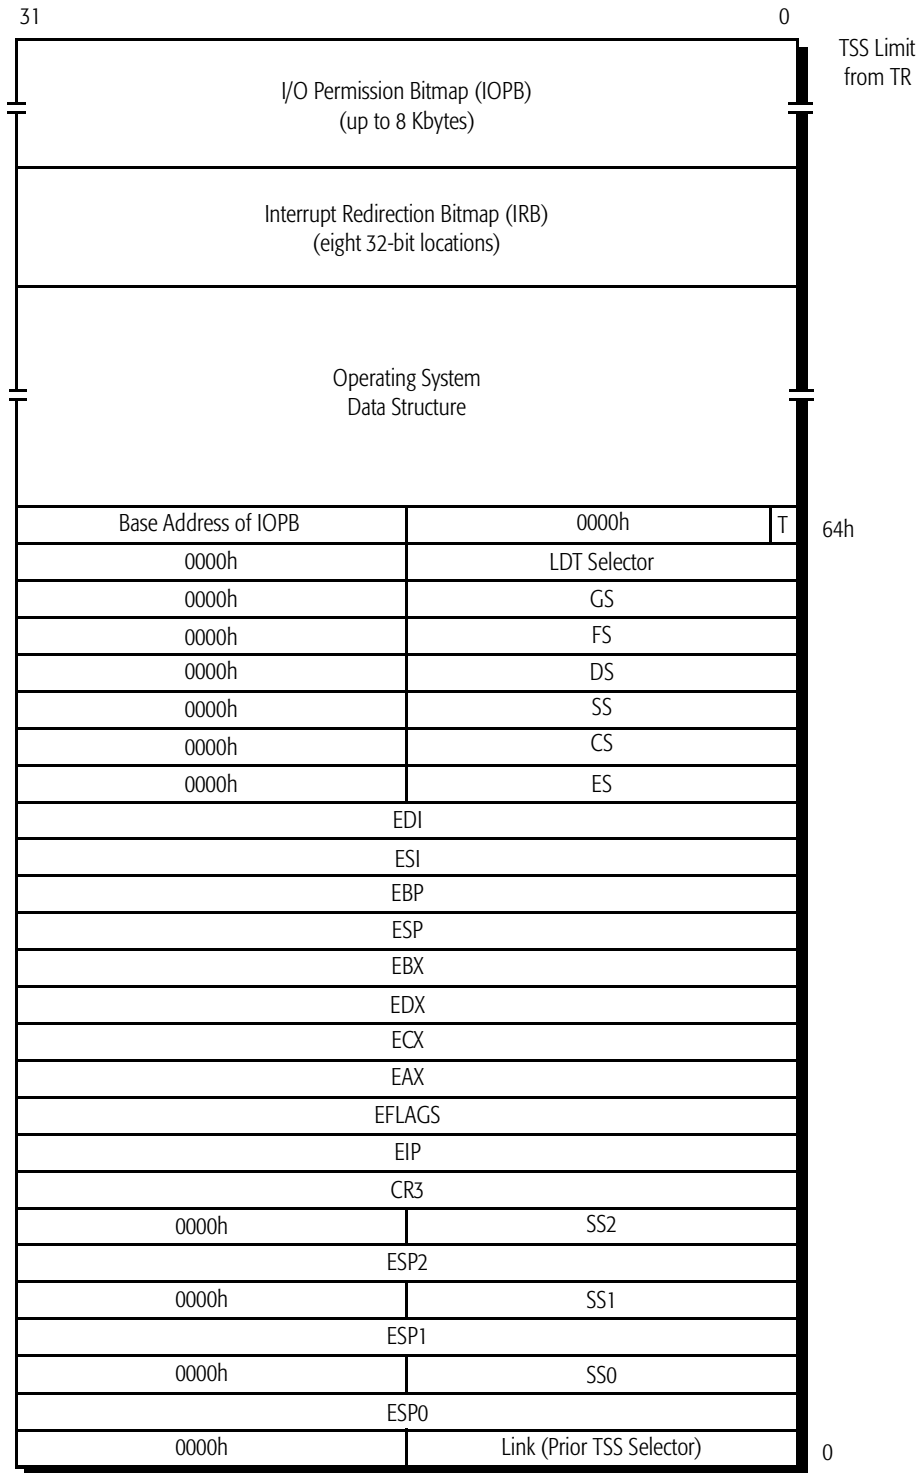 31 0
TSS Limit
from TR
I/O Permission Bitmap (IOPB)
(up to 8 Kbytes)
Interrupt Redirection Bitmap (IRB)
(eight 32-bit locations)
Operating System
Data Structure
Base Address of IOPB 0000h T 64h
0000h LDT Selector
0000h GS
0000h FS
0000h DS
0000h SS
0000h CS
0000h ES
EDI
ESI
EBP
ESP
EBX
EDX
ECX
EAX
EFLAGS
EIP
CR3
0000h SS2
ESP2
0000h SS1
ESP1
0000h SS0
ESP0
0000h Link (Prior TSS Selector) 0